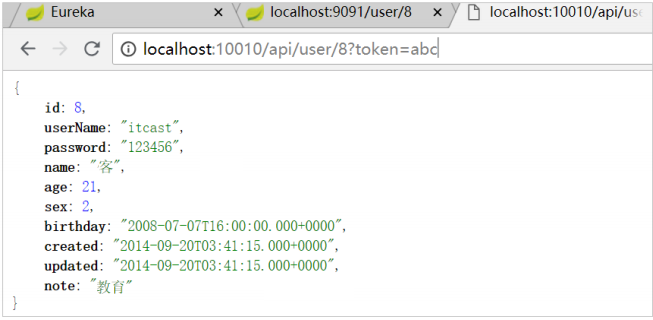 Eureka
localhost:9091/user/8
localhost:10010/api/use
localhost:10010/api/user/8?token=abc
{
id: 8,
userName: "itcast",
password: "123456",
name: "客",
age: 21,
sex: 2,
birthday: "2008-07-07T16:00:00.000+0000",
created: "2014-09-20T03:41:15.000+0000",
updated: "2014-09-20T03:41:15.000+0000",
note: "教育"
}